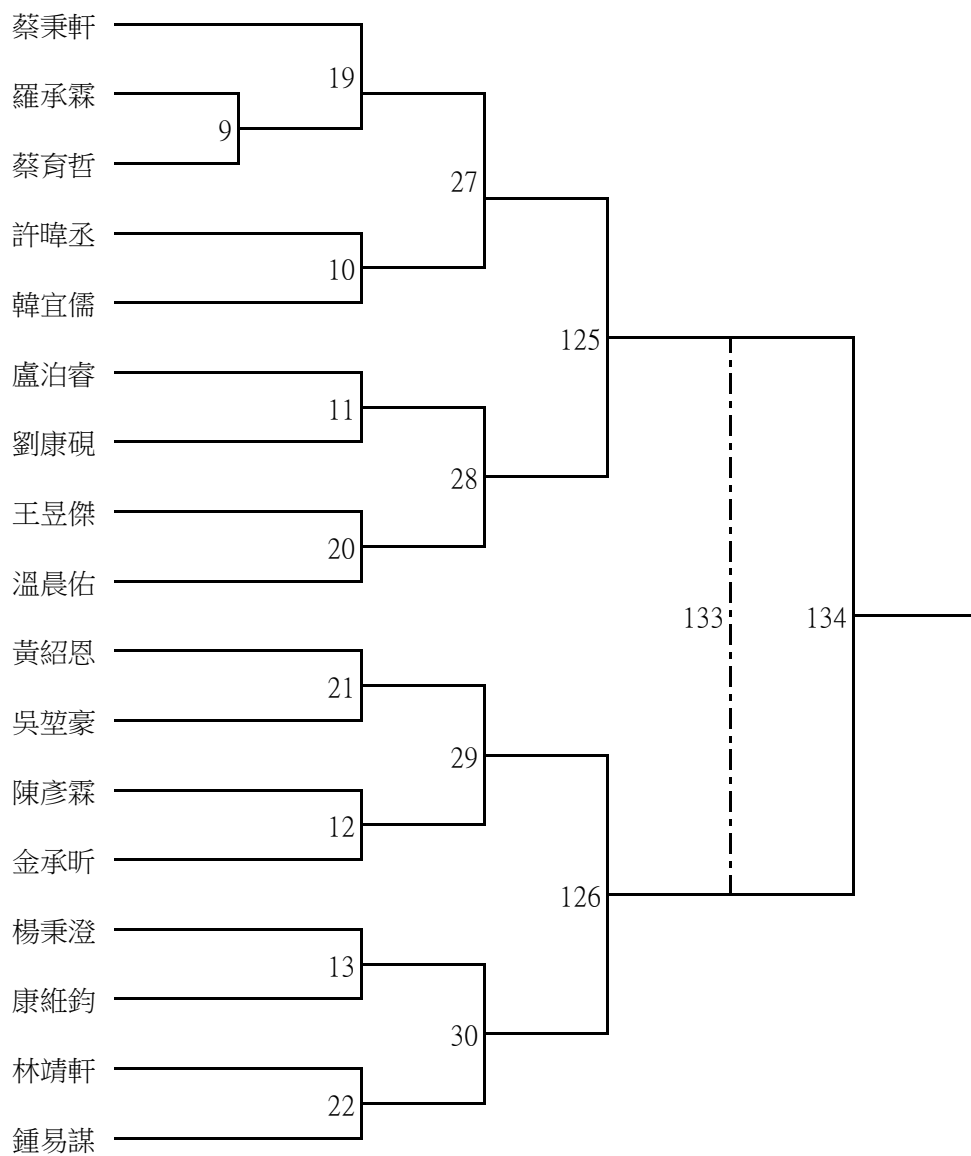 蔡秉軒
19
羅承霖
9
蔡育哲
27
許暐丞
10
韓宜儒
125
盧泊睿
11
劉康硯
28
王昱傑
20
溫晨佑
133
134
黃紹恩
21
吳堃豪
29
陳彥霖
12
金承昕
126
楊秉澄
13
康紝鈞
30
林靖軒
22
鍾易謀